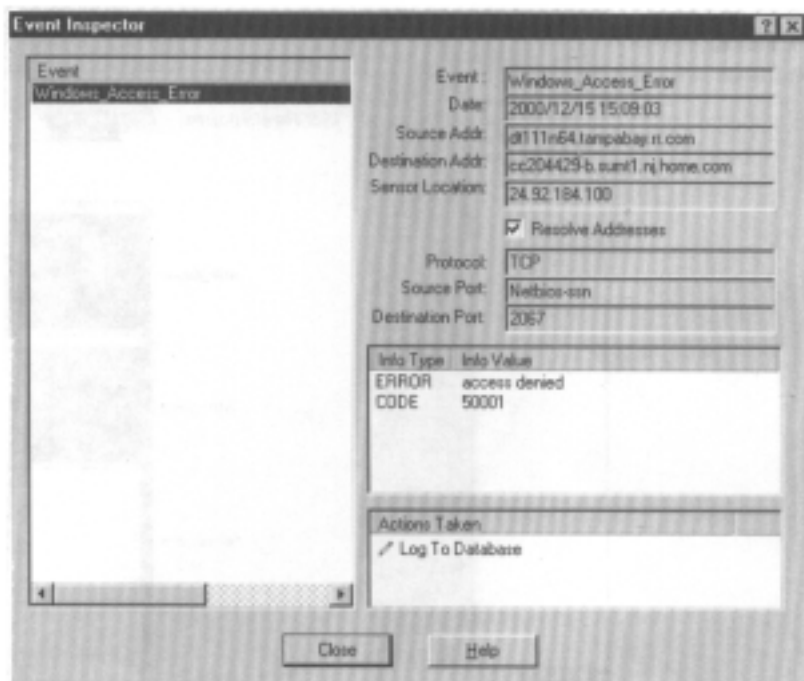 Event Inspector
Event
Windows_Access_Error
Event :
Windows_Access_Error
Date:
2000/12/15 15:09:03
Source Addr:
dt111n64.tampabay.rr.com
Destination Addr:
cc204429-b.sumt1.nj.home.com
Sensor Location:
24.92.184.100
Resolve Addresses
Protocol:
TCP
Source Port:
Netbios-ssn
Destination Port:
2067
Info Type Info Value
ERROR access denied
CODE 50001
Actions Taken
Log To Database
Close Help